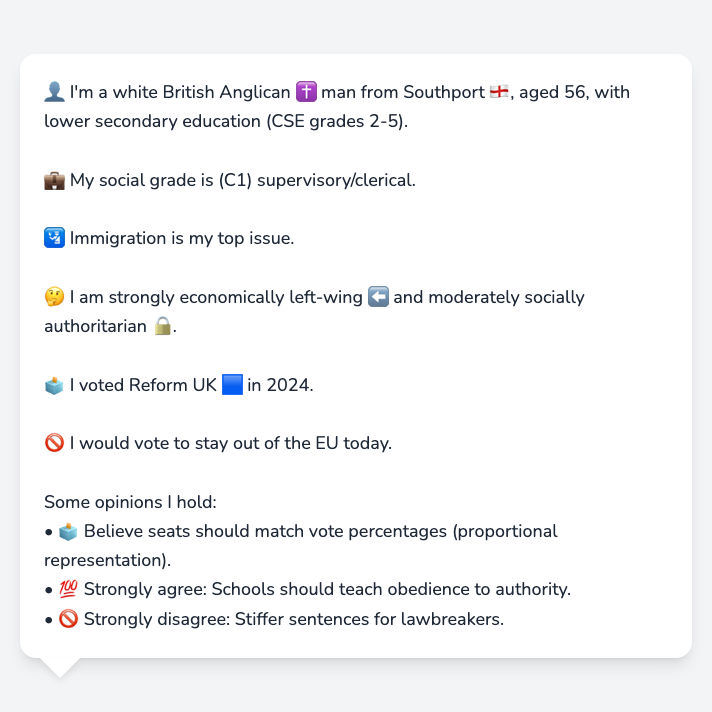 👤 I'm a white British Anglican ✝️ man from Southport 🏴󠁧󠁢󠁥󠁮󠁧󠁿, aged 56, with
lower secondary education (CSE grades 2-5).
💼 My social grade is (C1) supervisory/clerical.
🛂 Immigration is my top issue.
🤔 I am strongly economically left-wing ⬅️ and moderately socially
authoritarian 🔒.
🗳️ I voted Reform UK 🟦 in 2024.
🚫 I would vote to stay out of the EU today.
Some opinions I hold:
• 🗳️ Believe seats should match vote percentages (proportional
representation).
• 💯 Strongly agree: Schools should teach obedience to authority.
• 🚫 Strongly disagree: Stiffer sentences for lawbreakers.